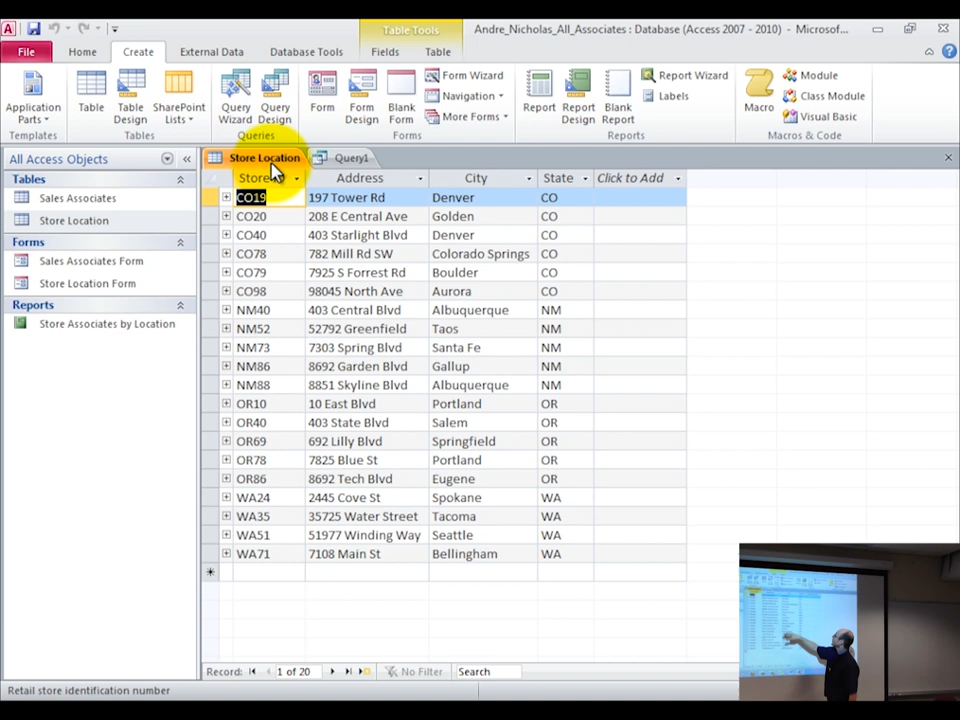 Table Tools
Andre_Nicholas_All_Associates : Database (Access 2007 - 2010) - Microsof...
File Home Create External Data Database Tools Fields Table
Application Parts Table Table Design SharePoint Lists Query Wizard Query Design Form Form Design Blank Form Form Wizard Navigation More Forms Report Report Design Blank Report Report Wizard Labels Macro Module Class Module Visual Basic
Templates Tables Queries Forms Reports Macros & Code
All Access Objects «
Tables
Sales Associates
Store Location
Forms
Sales Associates Form
Store Location Form
Reports
Store Associates by Location
Store Location Query1
Store Address City State Click to Add
CO19 197 Tower Rd Denver CO
CO20 208 E Central Ave Golden CO
CO40 403 Starlight Blvd Denver CO
CO78 782 Mill Rd SW Colorado Springs CO
CO79 7925 S Forrest Rd Boulder CO
CO98 98045 North Ave Aurora CO
NM40 403 Central Blvd Albuquerque NM
NM52 52792 Greenfield Taos NM
NM73 7303 Spring Blvd Santa Fe NM
NM86 8692 Garden Blvd Gallup NM
NM88 8851 Skyline Blvd Albuquerque NM
OR10 10 East Blvd Portland OR
OR40 403 State Blvd Salem OR
OR69 692 Lilly Blvd Springfield OR
OR78 7825 Blue St Portland OR
OR86 8692 Tech Blvd Eugene OR
WA24 2445 Cove St Spokane WA
WA35 35725 Water Street Tacoma WA
WA51 51977 Winding Way Seattle WA
WA71 7108 Main St Bellingham WA
Record: 1 of 20 No Filter Search
Retail store identification number